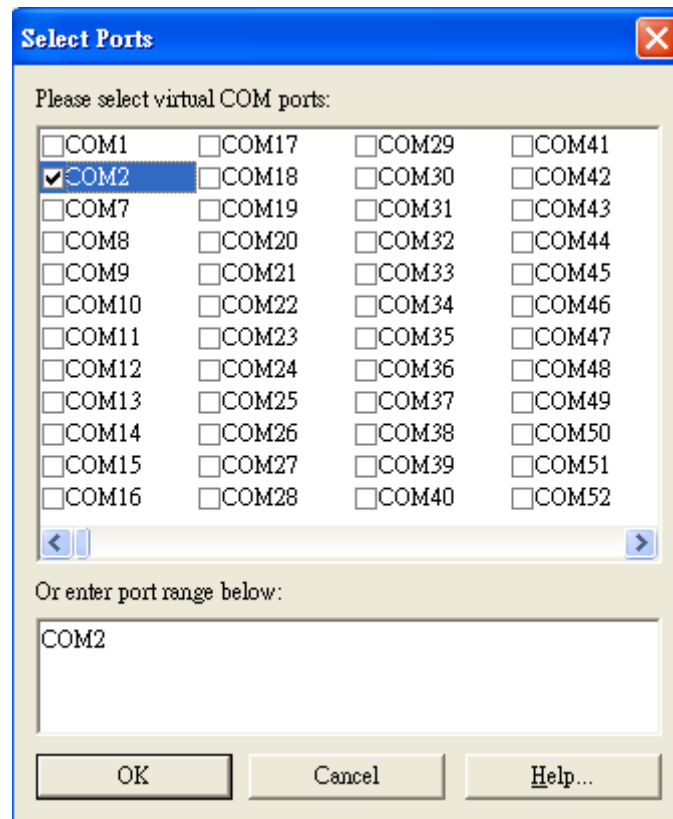 Select Ports
Please select virtual COM ports:
COM1 COM17 COM29 COM41
COM2 COM18 COM30 COM42
COM7 COM19 COM31 COM43
COM8 COM20 COM32 COM44
COM9 COM21 COM33 COM45
COM10 COM22 COM34 COM46
COM11 COM23 COM35 COM47
COM12 COM24 COM36 COM48
COM13 COM25 COM37 COM49
COM14 COM26 COM38 COM50
COM15 COM27 COM39 COM51
COM16 COM28 COM40 COM52
Or enter port range below:
COM2
OK Cancel Help...